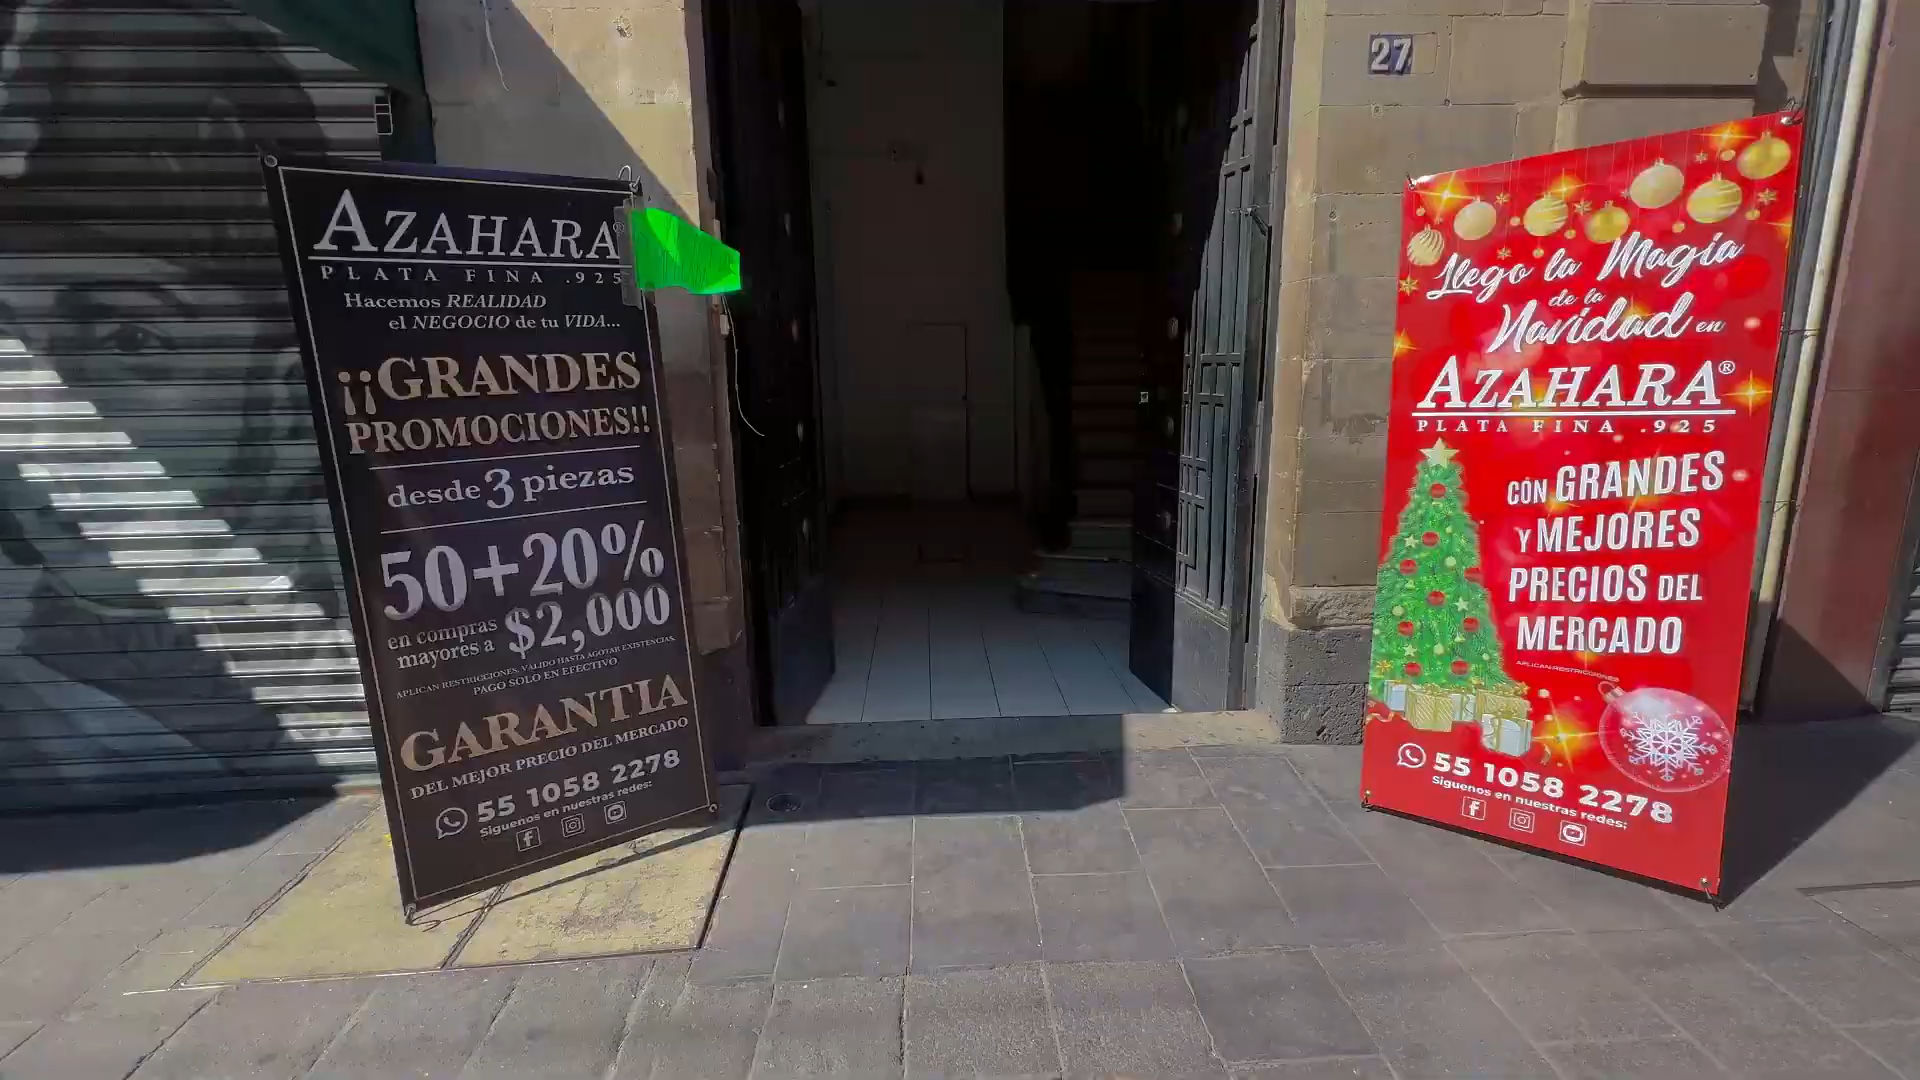 AZAHARA®
PLATA FINA .925
Hacemos REALIDAD
el NEGOCIO de tu VIDA...
¡¡GRANDES
PROMOCIONES!!
desde 3 piezas
50+20%
en compras
mayores a $2,000
APLICAN RESTRICCIONES, VALIDO HASTA AGOTAR EXISTENCIAS.
PAGO SOLO EN EFECTIVO
GARANTIA
DEL MEJOR PRECIO DEL MERCADO
55 1058 2278
Siguenos en nuestras redes:
27
Llego la Magia
de la
Navidad en
AZAHARA®
PLATA FINA .925
CON GRANDES
Y MEJORES
PRECIOS DEL
MERCADO
APLICAN RESTRICCIONES
55 1058 2278
Siguenos en nuestras redes: